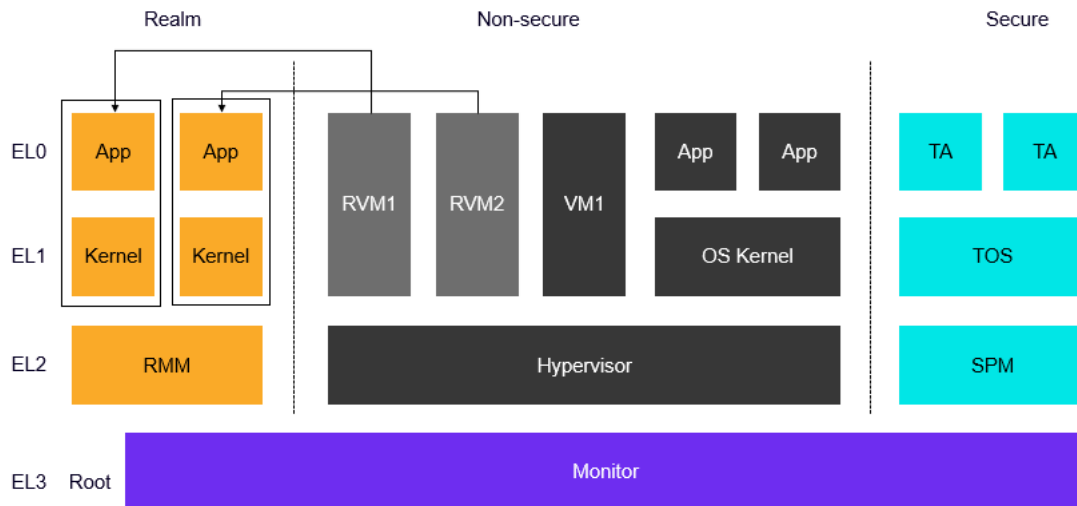 Realm Non-secure Secure
EL0 App App RVM1 RVM2 VM1 App App TA TA
EL1 Kernel Kernel OS Kernel TOS
EL2 RMM Hypervisor SPM
EL3 Root Monitor